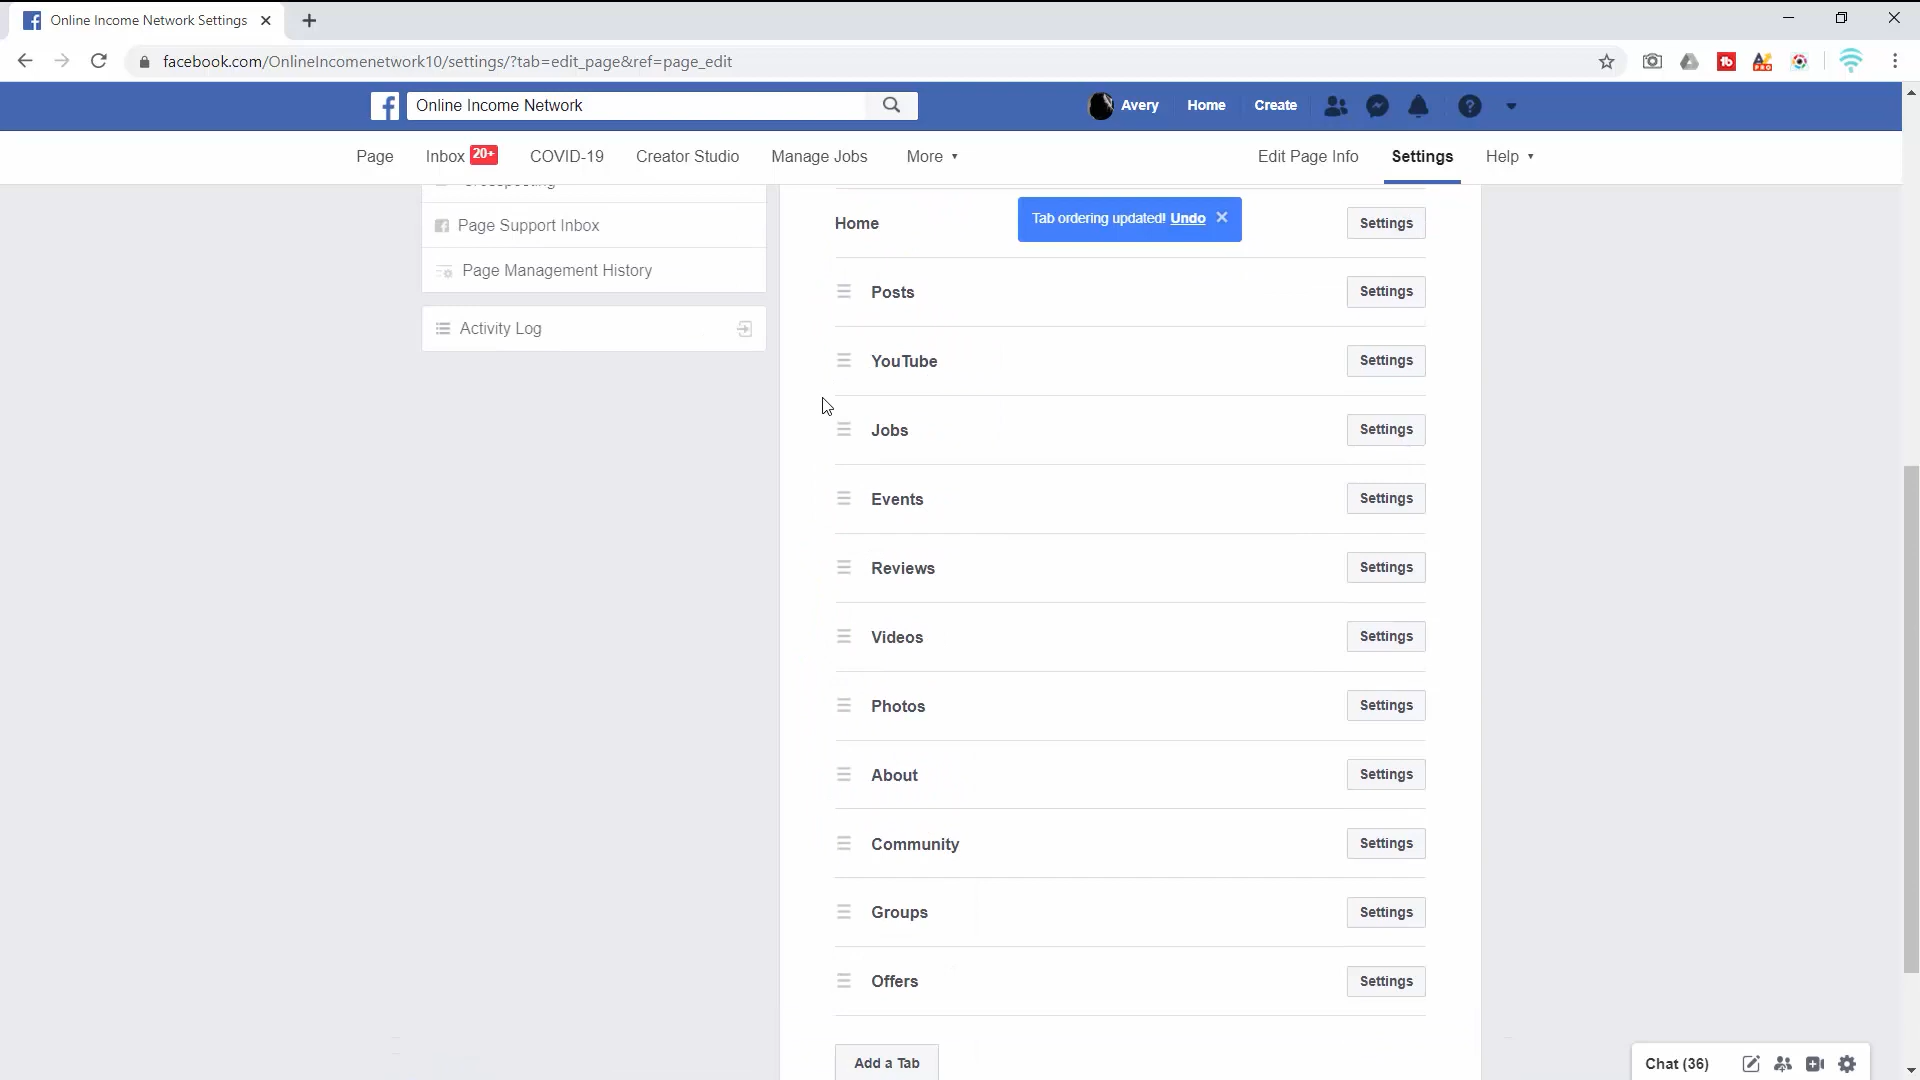 Online Income Network Settings
facebook.com/OnlineIncomenetwork10/settings/?tab=edit_page&ref=page_edit
Online Income Network
Avery Home Create
Page Inbox 20+ COVID-19 Creator Studio Manage Jobs More Edit Page Info Settings Help
Crossposting
Page Support Inbox
Page Management History
Activity Log
Tab ordering updated! Undo
Home Settings
Posts Settings
YouTube Settings
Jobs Settings
Events Settings
Reviews Settings
Videos Settings
Photos Settings
About Settings
Community Settings
Groups Settings
Offers Settings
Add a Tab
Chat (36)